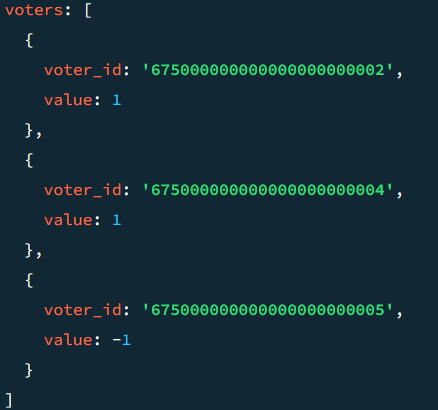 voters: [
{
voter_id: '675000000000000000000002',
value: 1
},
{
voter_id: '675000000000000000000004',
value: 1
},
{
voter_id: '675000000000000000000005',
value: -1
}
]